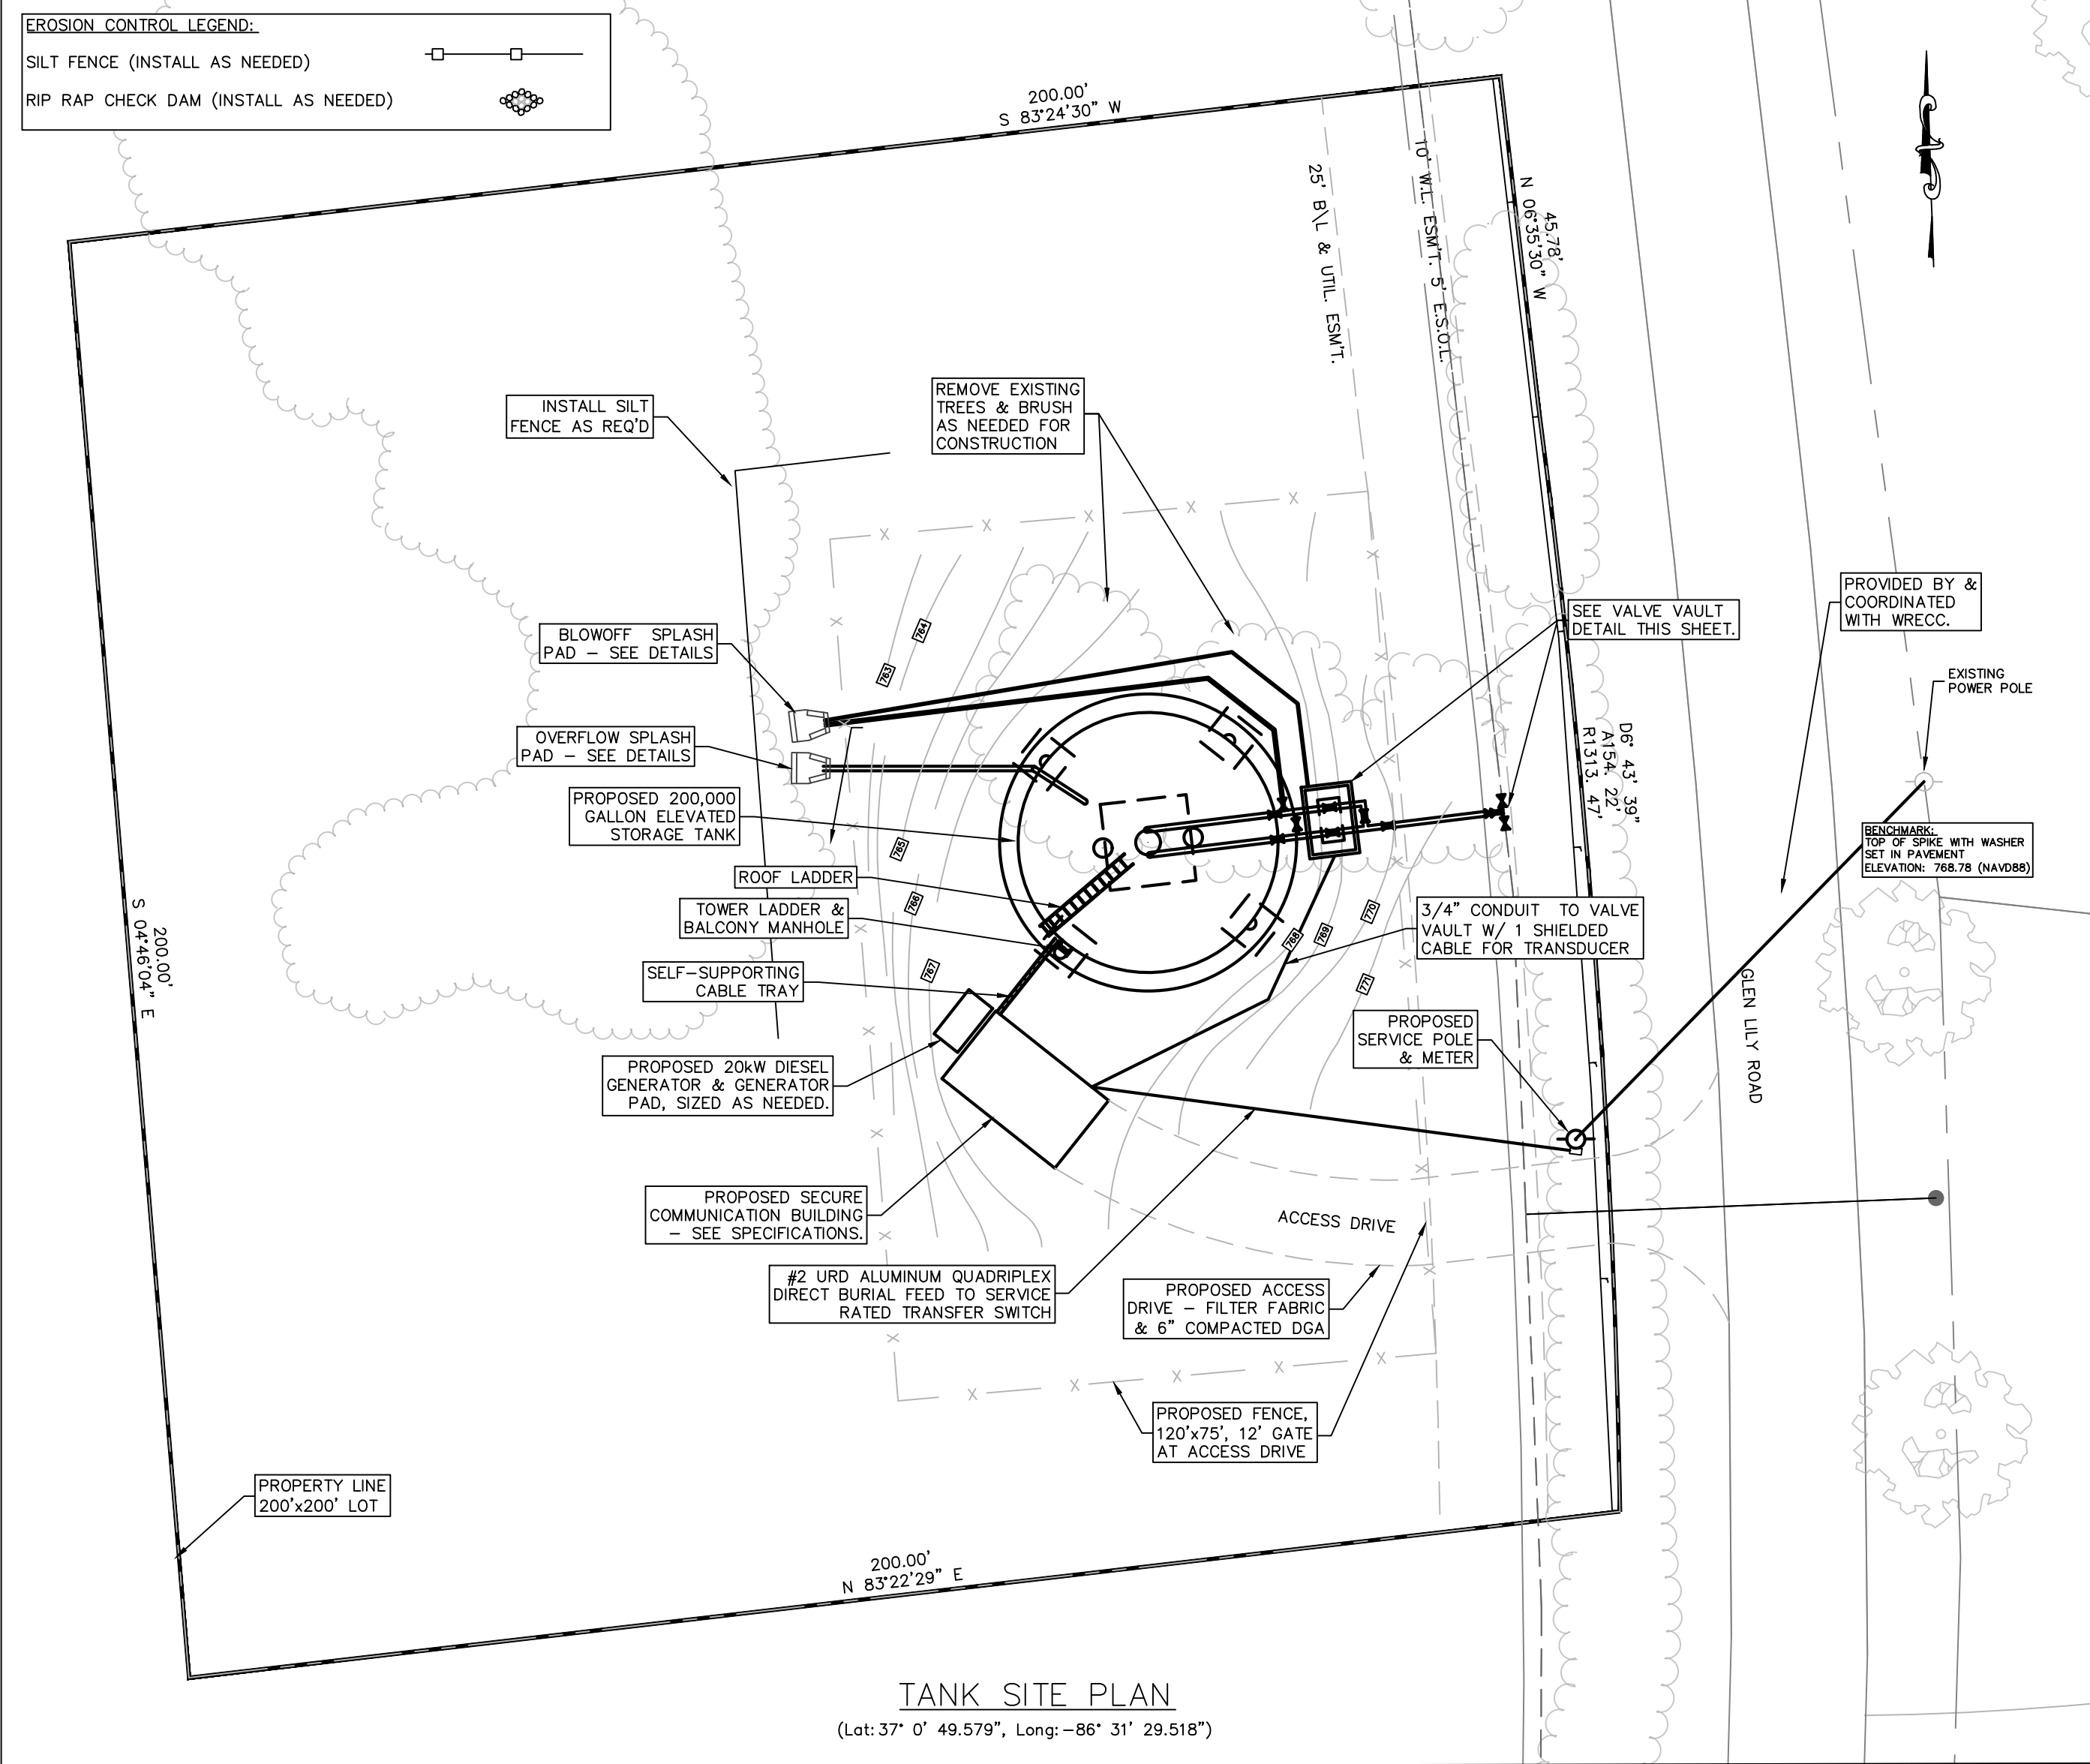 EROSION CONTROL LEGEND:
SILT FENCE (INSTALL AS NEEDED)
RIP RAP CHECK DAM (INSTALL AS NEEDED)
200.00'
S 83°24'30" W
45.78'
N 06°35'30" W
25' B\L & UTIL. ESM'T.
10' W.L. ESM'T. 5' E.S.O.L.
INSTALL SILT
FENCE AS REQ'D
REMOVE EXISTING
TREES & BRUSH
AS NEEDED FOR
CONSTRUCTION
PROVIDED BY &
COORDINATED
WITH WRECC.
SEE VALVE VAULT
DETAIL THIS SHEET.
BLOWOFF SPLASH
PAD – SEE DETAILS
EXISTING
POWER POLE
OVERFLOW SPLASH
PAD – SEE DETAILS
D6° 43' 39"
A154. 22'
R1313. 47'
PROPOSED 200,000
GALLON ELEVATED
STORAGE TANK
BENCHMARK:
TOP OF SPIKE WITH WASHER
SET IN PAVEMENT
ELEVATION: 768.78 (NAVD88)
ROOF LADDER
TOWER LADDER &
BALCONY MANHOLE
3/4" CONDUIT TO VALVE
VAULT W/ 1 SHIELDED
CABLE FOR TRANSDUCER
SELF-SUPPORTING
CABLE TRAY
763
764
765
766
767
768
769
770
771
200.00'
S 04°46'04" E
GLEN LILY ROAD
PROPOSED
SERVICE POLE
& METER
PROPOSED 20kW DIESEL
GENERATOR & GENERATOR
PAD, SIZED AS NEEDED.
PROPOSED SECURE
COMMUNICATION BUILDING
– SEE SPECIFICATIONS.
ACCESS DRIVE
#2 URD ALUMINUM QUADRIPLEX
DIRECT BURIAL FEED TO SERVICE
RATED TRANSFER SWITCH
PROPOSED ACCESS
DRIVE – FILTER FABRIC
& 6" COMPACTED DGA
PROPOSED FENCE,
120'x75', 12' GATE
AT ACCESS DRIVE
PROPERTY LINE
200'x200' LOT
200.00'
N 83°22'29" E
TANK SITE PLAN
(Lat: 37° 0' 49.579", Long: –86° 31' 29.518")